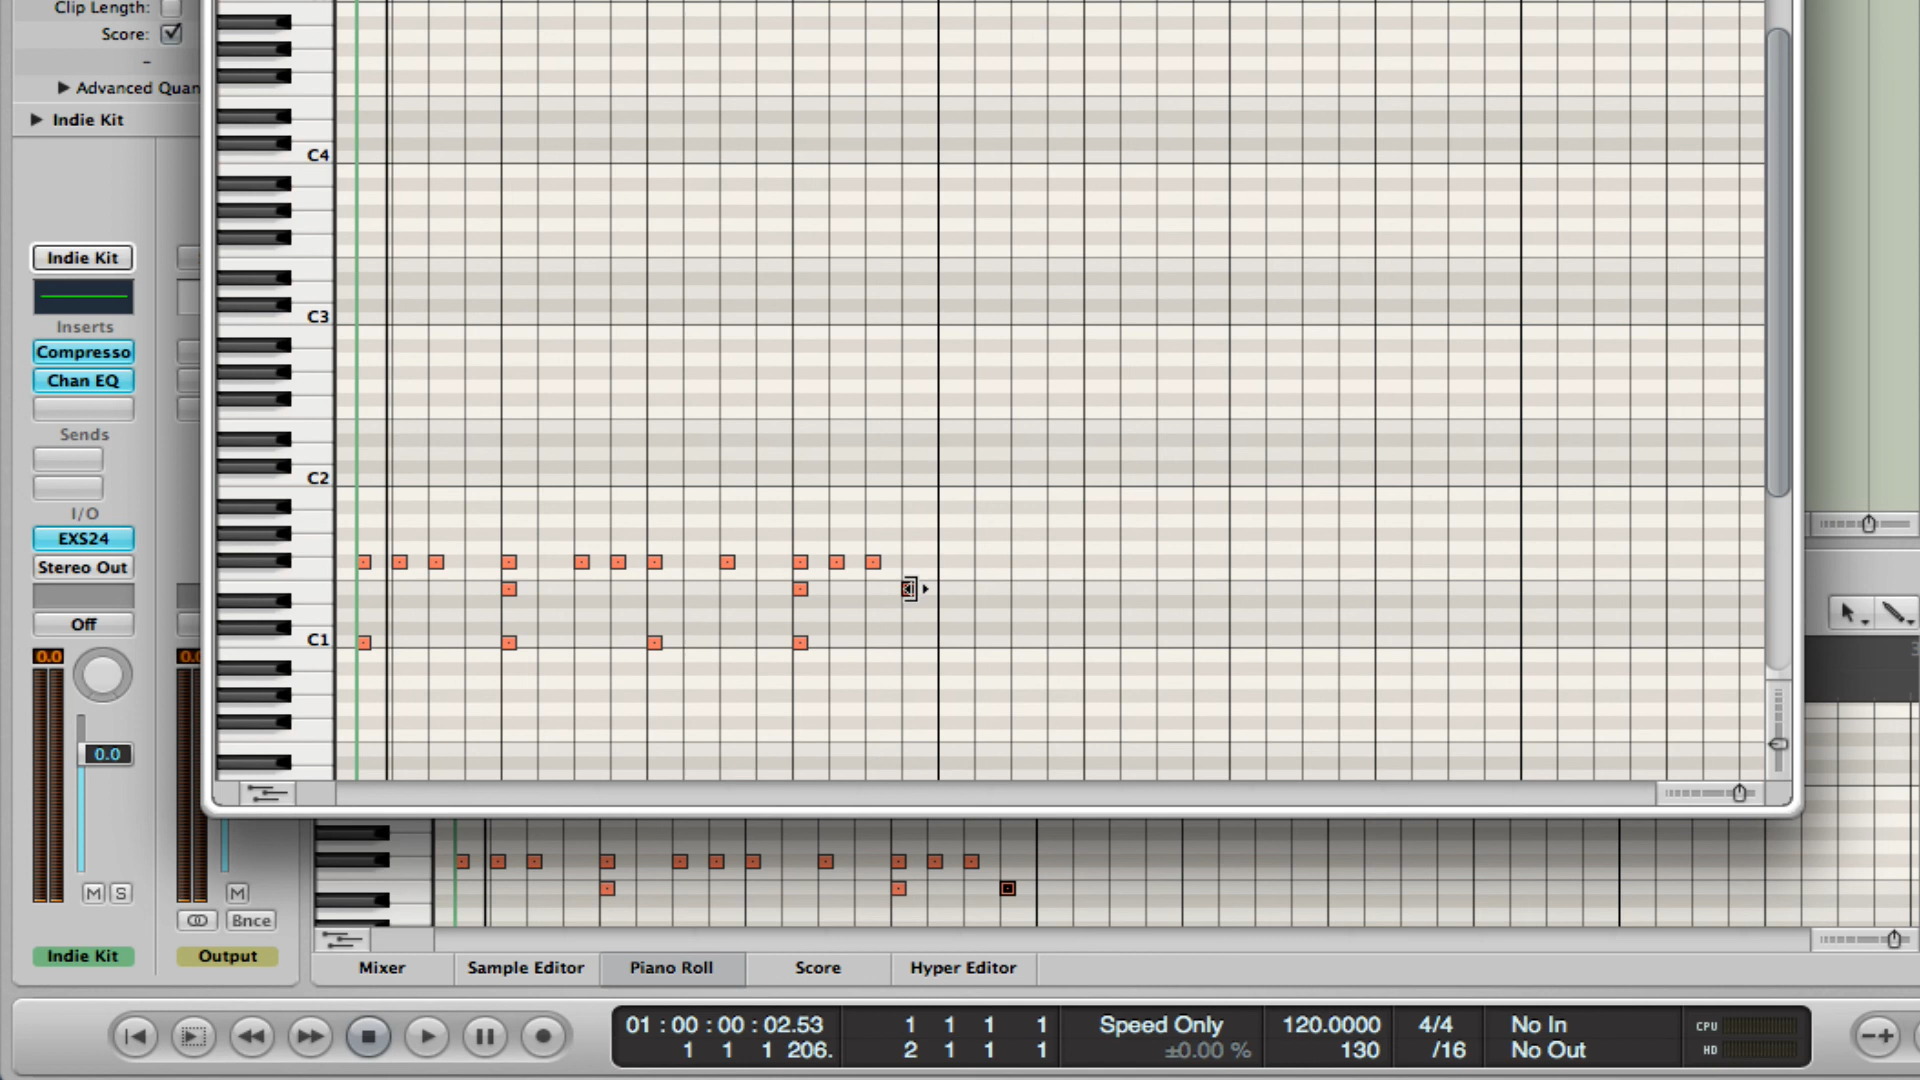 Clip Length:
Score:
-
Advanced Quan
Indie Kit
C4
Indie Kit
C3
Inserts
Compresso
Chan EQ
Sends
C2
I/O
EXS24
Stereo Out
Off
C1
0.0
0.0
0.0
M S
M
Bnce
Indie Kit
Output
Mixer
Sample Editor
Piano Roll
Score
Hyper Editor
01 : 00 : 00 : 02.53
1 1 1 206.
1 1 1 1
2 1 1 1
Speed Only
±0.00 %
120.0000
130
4/4
/16
No In
No Out
CPU
HD